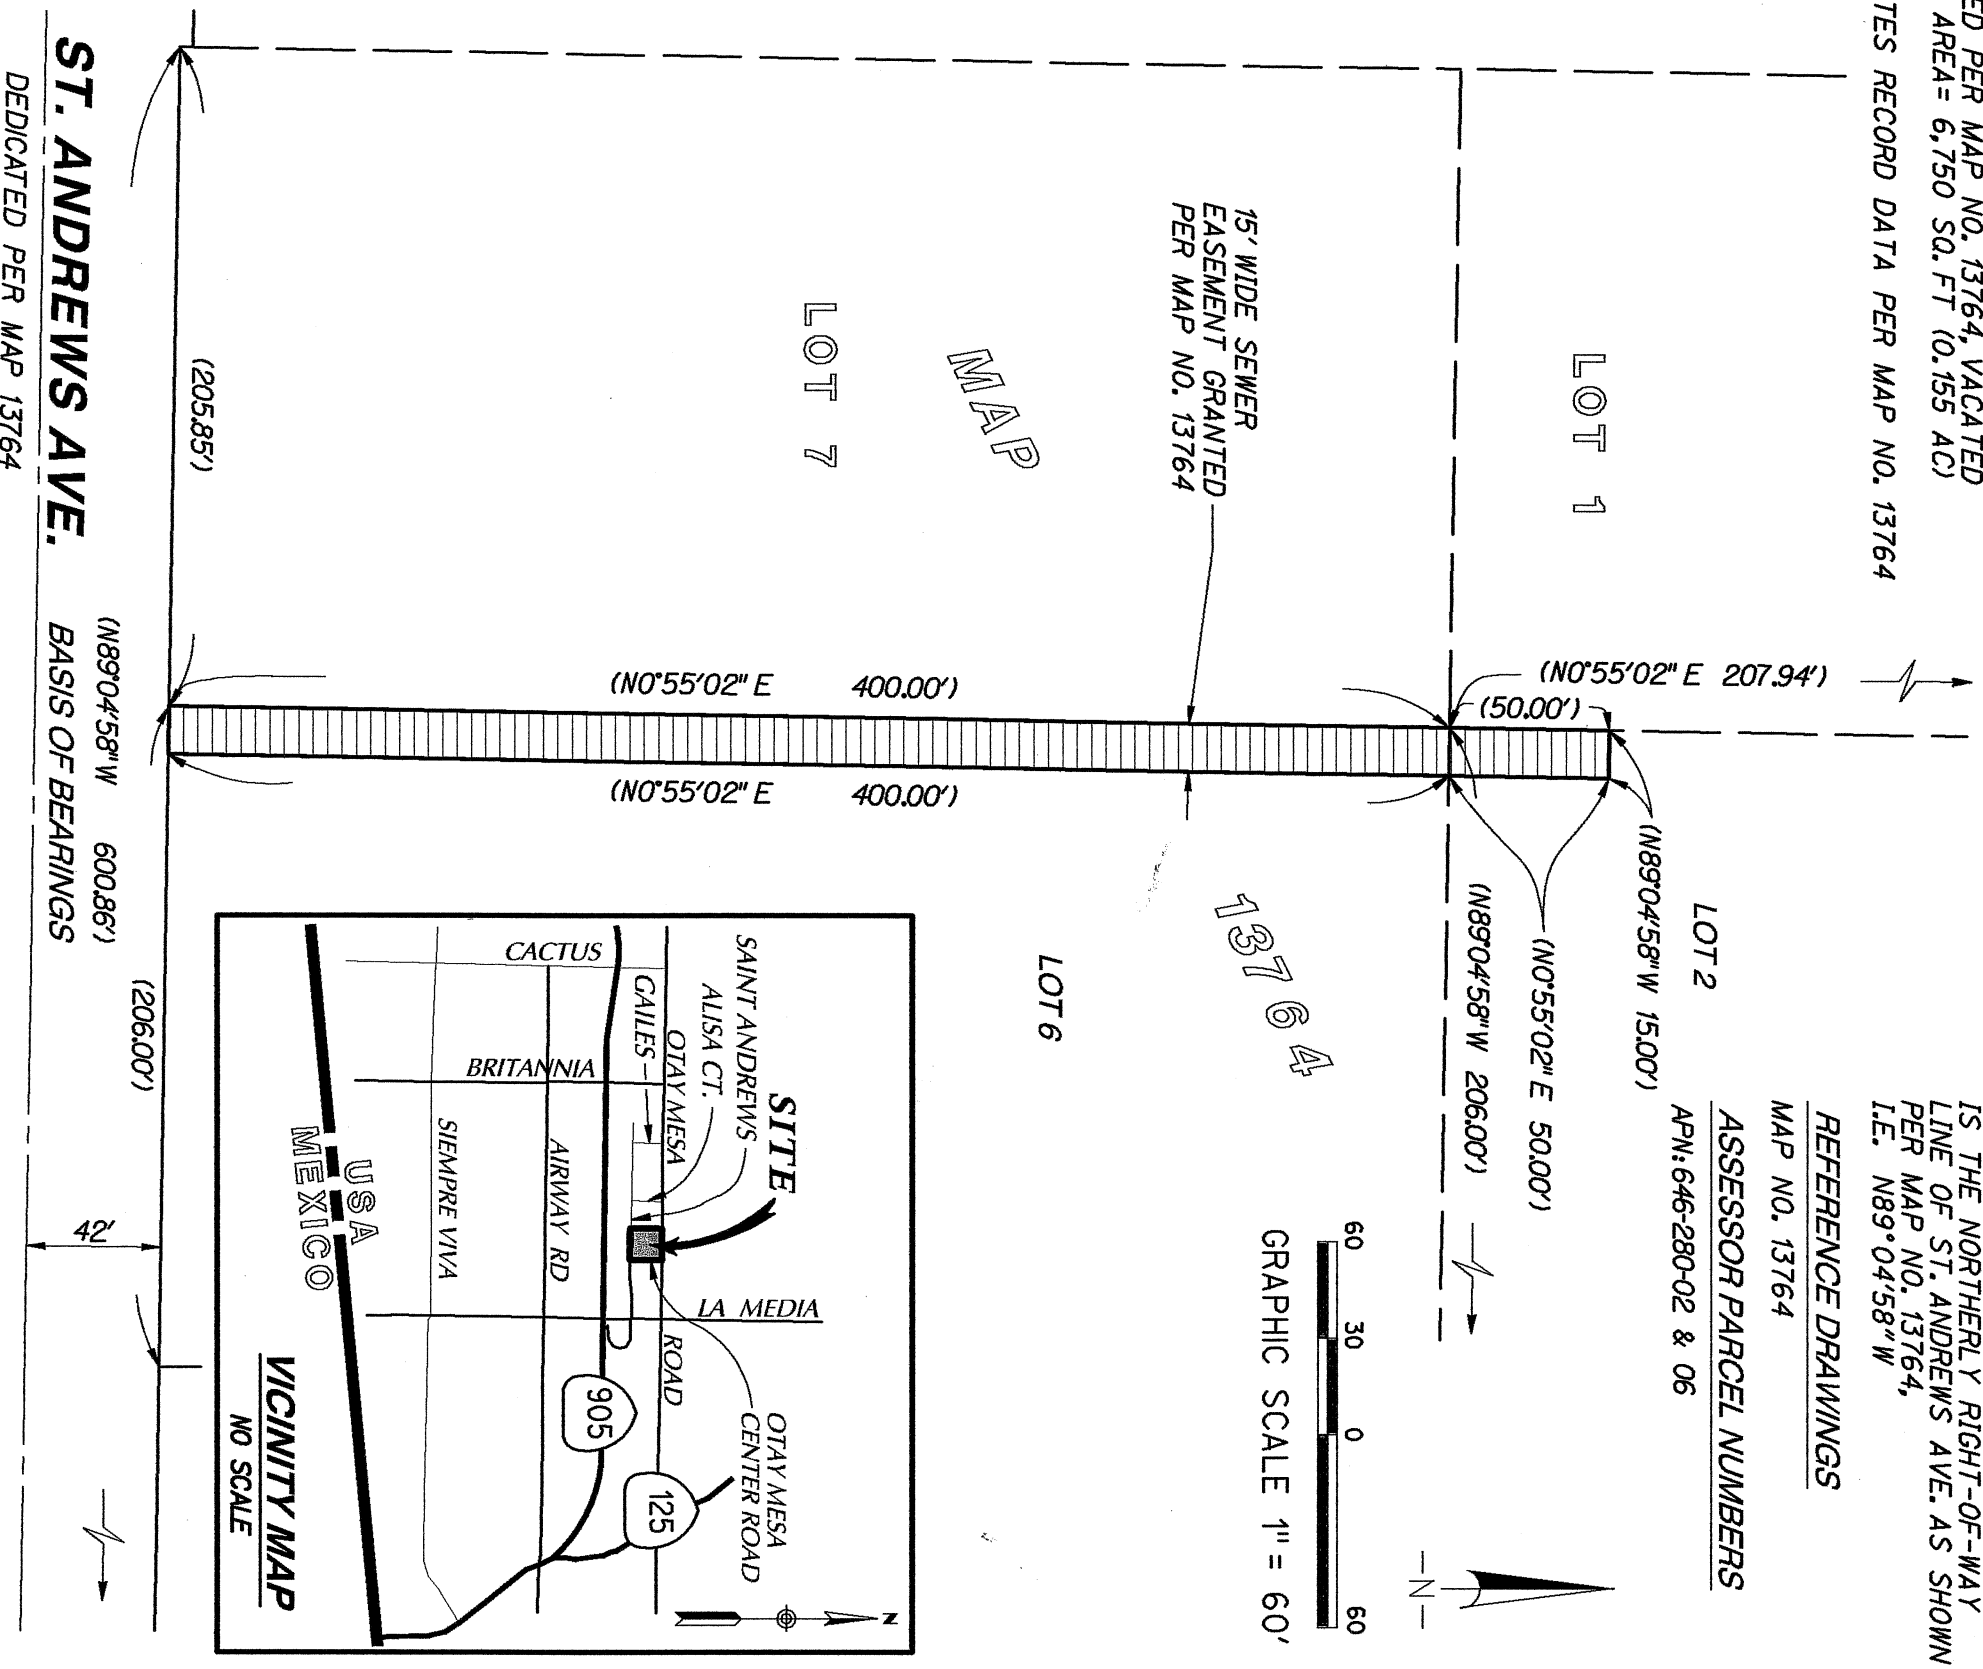 ED PER MAP NO. 13764, VACATED
AREA= 6,750 SQ. FT (0.155 AC)
TES RECORD DATA PER MAP NO. 13764
IS THE NORTHERLY RIGHT-OF-WAY
LINE OF ST. ANDREWS AVE. AS SHOWN
PER MAP NO. 13764,
I.E. N89°04'58"W
REFERENCE DRAWINGS
MAP NO. 13764
ASSESSOR PARCEL NUMBERS
APN:646-280-02 & 06
LOT 1
LOT 2
(N0°55'02" E 207.94')
(50.00')
(N89°04'58"W 15.00')
(N0°55'02" E 50.00')
(N89°04'58"W 206.00')
15' WIDE SEWER
EASEMENT GRANTED
PER MAP NO. 13764
MAP
13764
LOT 7
LOT 6
(N0°55'02" E 400.00')
(N0°55'02" E 400.00')
60 30 0 60
GRAPHIC SCALE 1"= 60'
-N-
SITE
SAINT ANDREWS
ALISA CT.
OTAY MESA
GAILES
CACTUS
BRITANNIA
LA MEDIA
ROAD
OTAY MESA
CENTER ROAD
AIRWAY RD
SIEMPRE VIVA
905
125
USA
MEXICO
N
VICINITY MAP
NO SCALE
(205.85')
(206.00')
(N89°04'58"W 600.86')
BASIS OF BEARINGS
ST. ANDREWS AVE.
DEDICATED PER MAP 13764
42'